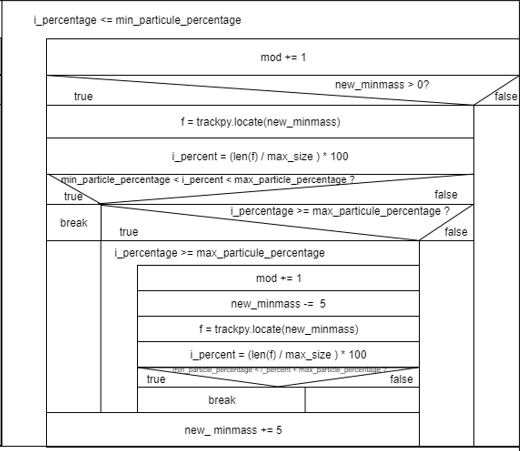 i_percentage <= min_particule_percentage
mod += 1
new_minmass > 0?
true
false
f = trackpy.locate(new_minmass)
i_percent = (len(f) / max_size ) * 100
min_particle_percentage < i_percent < max_particle_percentage ?
true
false
break
i_percentage >= max_particule_percentage ?
true
false
i_percentage >= max_particule_percentage
mod += 1
new_minmass -= 5
f = trackpy.locate(new_minmass)
i_percent = (len(f) / max_size ) * 100
min_particle_percentage < i_percent < max_particle_percentage ?
true
false
break
new_ minmass += 5